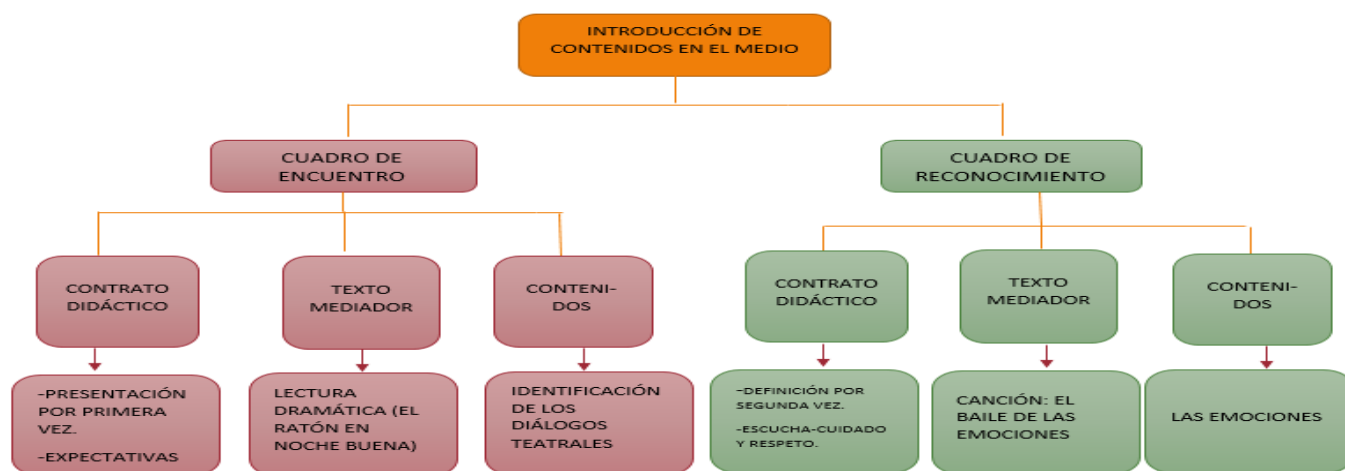 INTRODUCCIÓN DE
CONTENIDOS EN EL MEDIO
CUADRO DE
ENCUENTRO
CUADRO DE
RECONOCIMIENTO
CONTRATO
DIDÁCTICO
TEXTO
MEDIADOR
CONTENI-
DOS
CONTRATO
DIDÁCTICO
TEXTO
MEDIADOR
CONTENI-
DOS
-PRESENTACIÓN
POR PRIMERA
VEZ.
-EXPECTATIVAS
LECTURA
DRAMÁTICA (EL
RATÓN EN
NOCHE BUENA)
IDENTIFICACIÓN
DE LOS
DIÁLOGOS
TEATRALES
-DEFINICIÓN POR
SEGUNDA VEZ.
-ESCUCHA-CUIDADO
Y RESPETO.
CANCIÓN: EL
BAILE DE LAS
EMOCIONES
LAS EMOCIONES